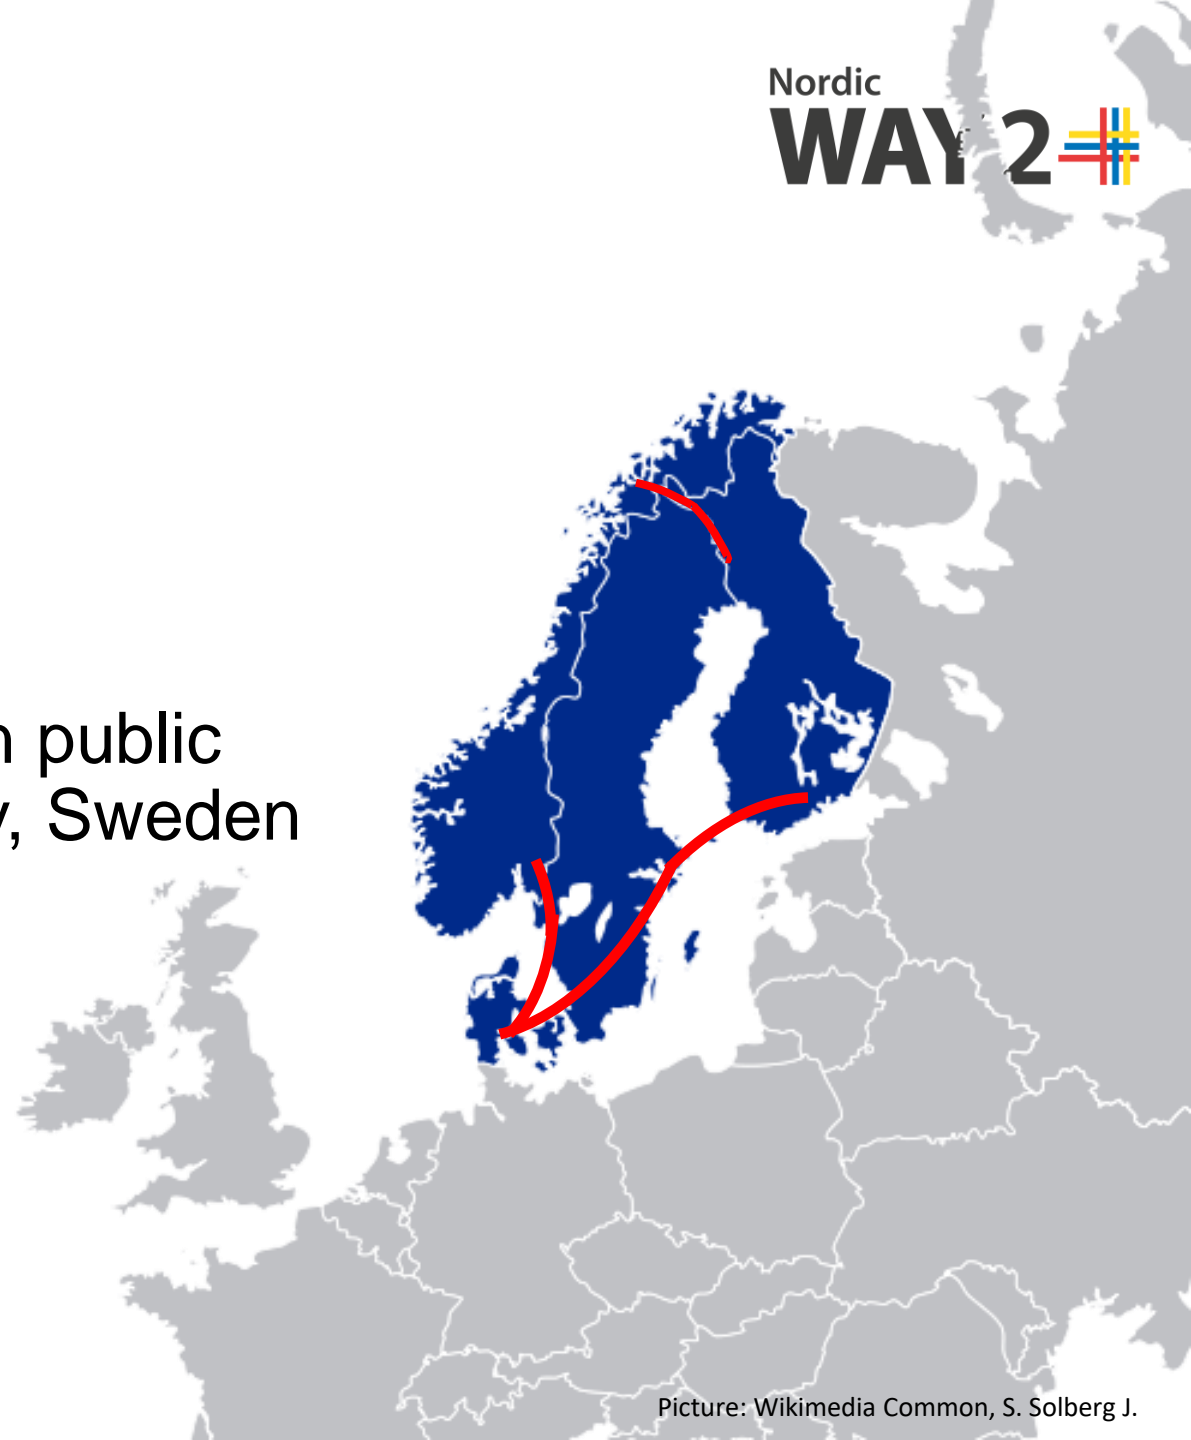 Nordic
WAY 2
n public
y, Sweden
Picture: Wikimedia Common, S. Solberg J.